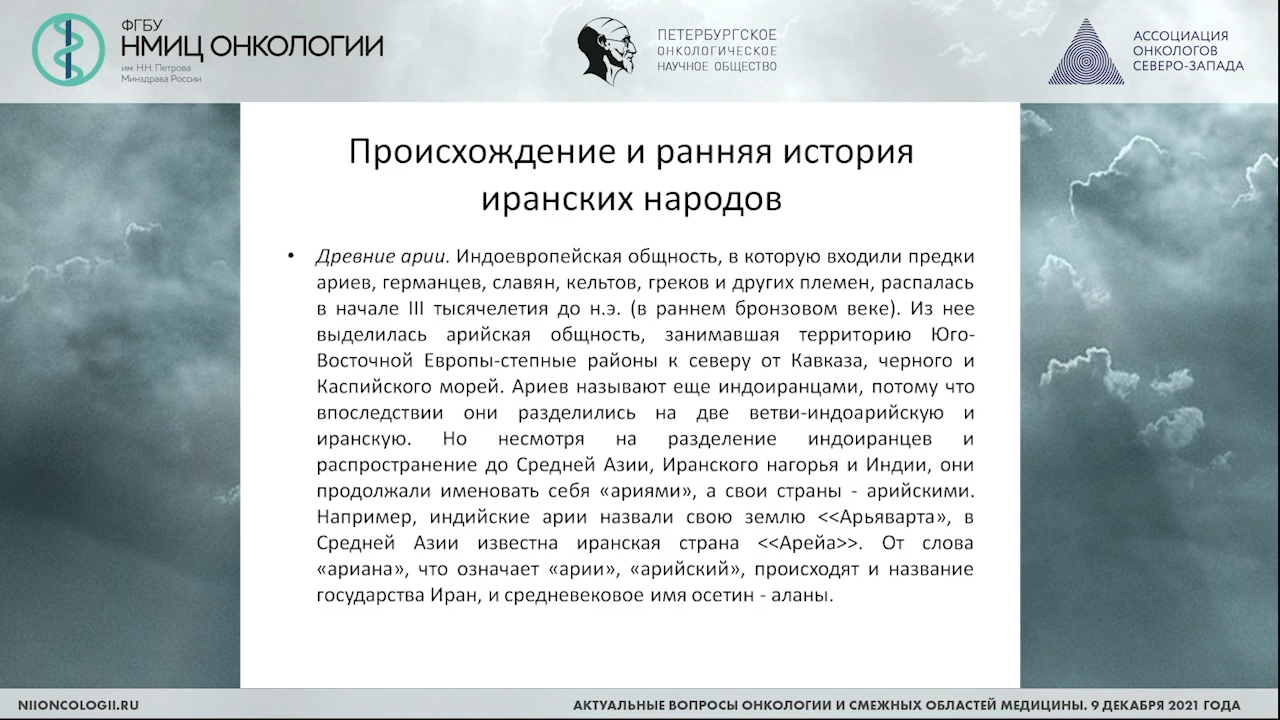 ФГБУ
НМИЦ ОНКОЛОГИИ
им. Н.Н. Петрова
Минздрава России
ПЕТЕРБУРГСКОЕ
ОНКОЛОГИЧЕСКОЕ
НАУЧНОЕ ОБЩЕСТВО
АССОЦИАЦИЯ
ОНКОЛОГОВ
СЕВЕРО-ЗАПАДА
Происхождение и ранняя история
иранских народов
• Древние арии. Индоевропейская общность, в которую входили предки
ариев, германцев, славян, кельтов, греков и других племен, распалась
в начале III тысячелетия до н.э. (в раннем бронзовом веке). Из нее
выделилась арийская общность, занимавшая территорию Юго-
Восточной Европы-степные районы к северу от Кавказа, черного и
Каспийского морей. Ариев называют еще индоиранцами, потому что
впоследствии они разделились на две ветви-индоарийскую и
иранскую. Но несмотря на разделение индоиранцев и
распространение до Средней Азии, Иранского нагорья и Индии, они
продолжали именовать себя «ариями», а свои страны - арийскими.
Например, индийские арии назвали свою землю <<Арьяварта», в
Средней Азии известна иранская страна <<Арейа>>. От слова
«ариана», что означает «арии», «арийский», происходят и название
государства Иран, и средневековое имя осетин - аланы.
NIIONCOLOGII.RU
АКТУАЛЬНЫЕ ВОПРОСЫ ОНКОЛОГИИ И СМЕЖНЫХ ОБЛАСТЕЙ МЕДИЦИНЫ. 9 ДЕКАБРЯ 2021 ГОДА